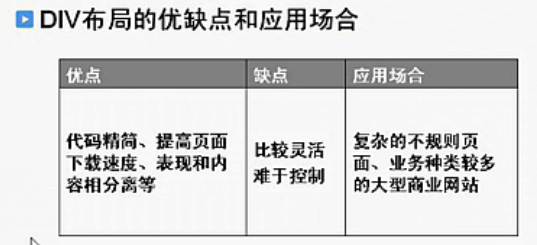 DIV布局的优缺点和应用场合
优点
缺点
应用场合
代码精简、提高页面
下载速度、表现和内
容相分离等
比较灵活
难于控制
复杂的不规则页
面、业务种类较多
的大型商业网站